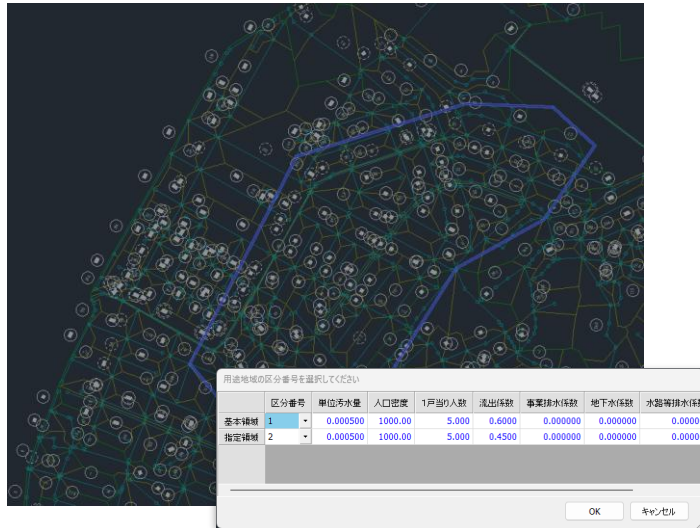 用途地域の区分番号を選択してください
区分番号 単位汚水量 人口密度 1戸当り人数 流出係数 事業排水係数 地下水係数 水路等排水係数
基本領域 1 0.000500 1000.00 5.000 0.6000 0.000000 0.000000 0.0000
指定領域 2 0.000500 1000.00 5.000 0.4500 0.000000 0.000000 0.0000
OK キャンセル